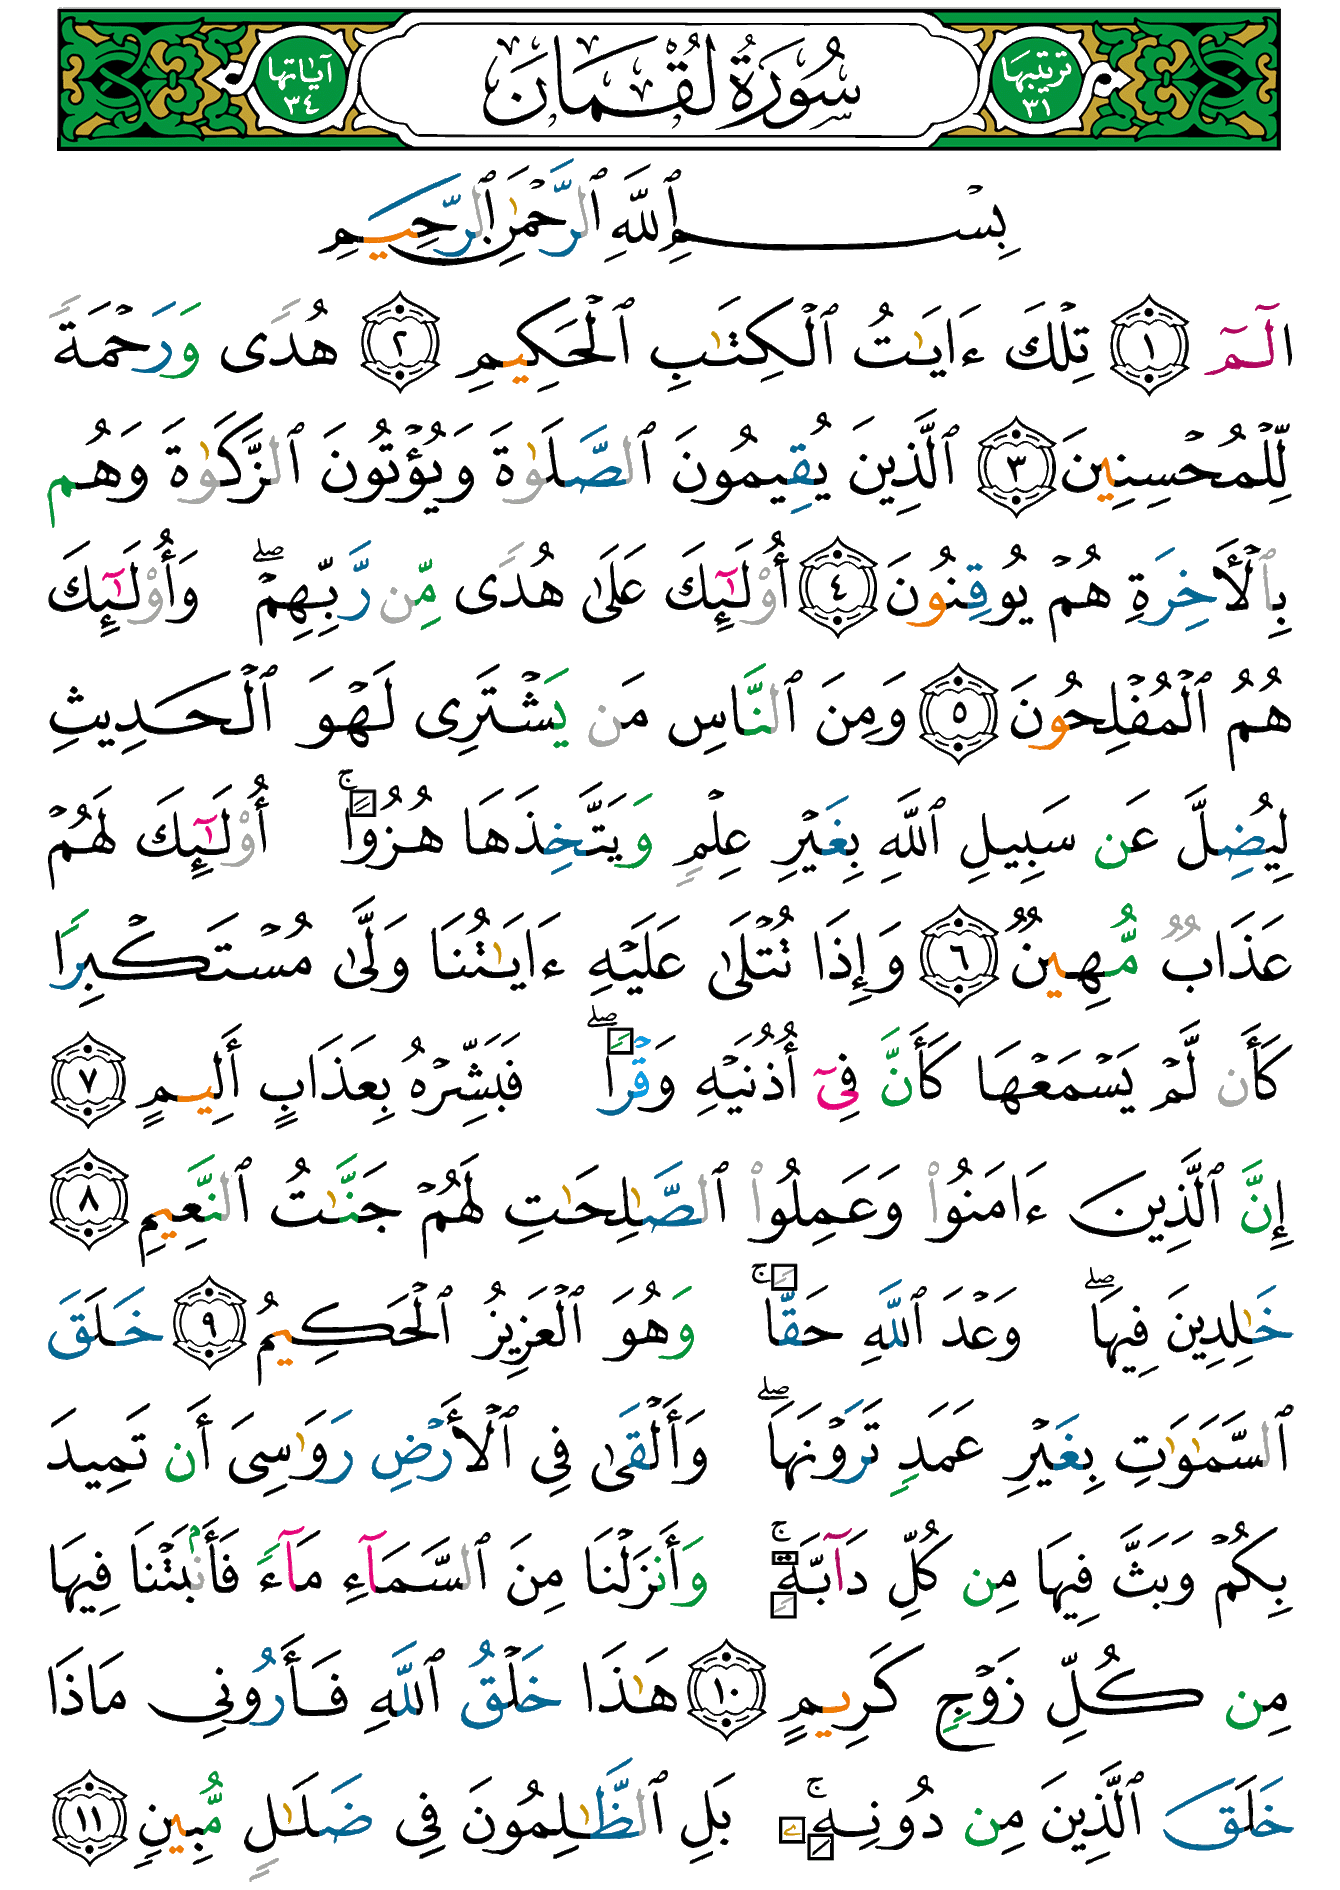 ترتيبها ٣١ سُورَةُ لُقْمَان آياتها ٣٤
بِسْمِ ٱللَّهِ ٱلرَّحْمَٰنِ ٱلرَّحِيمِ
الٓمٓ ١ تِلْكَ ءَايَٰتُ ٱلْكِتَٰبِ ٱلْحَكِيمِ ٢ هُدًى وَرَحْمَةً
لِّلْمُحْسِنِينَ ٣ ٱلَّذِينَ يُقِيمُونَ ٱلصَّلَوٰةَ وَيُؤْتُونَ ٱلزَّكَوٰةَ وَهُم
بِٱلْأَخِرَةِ هُمْ يُوقِنُونَ ٤ أُوْلَٰٓئِكَ عَلَىٰ هُدًى مِّن رَّبِّهِمْۖ وَأُوْلَٰٓئِكَ
هُمُ ٱلْمُفْلِحُونَ ٥ وَمِنَ ٱلنَّاسِ مَن يَشْتَرِى لَهْوَ ٱلْحَدِيثِ
لِيُضِلَّ عَن سَبِيلِ ٱللَّهِ بِغَيْرِ عِلْمٍ وَيَتَّخِذَهَا هُزُوًاۚ أُوْلَٰٓئِكَ لَهُمْ
عَذَابٌ مُّهِينٌ ٦ وَإِذَا تُتْلَىٰ عَلَيْهِ ءَايَٰتُنَا وَلَّىٰ مُسْتَكْبِرًا
كَأَن لَّمْ يَسْمَعْهَا كَأَنَّ فِىٓ أُذُنَيْهِ وَقْرًاۖ فَبَشِّرْهُ بِعَذَابٍ أَلِيمٍ ٧
إِنَّ ٱلَّذِينَ ءَامَنُواْ وَعَمِلُواْ ٱلصَّٰلِحَٰتِ لَهُمْ جَنَّٰتُ ٱلنَّعِيمِ ٨
خَٰلِدِينَ فِيهَاۖ وَعْدَ ٱللَّهِ حَقًّاۚ وَهُوَ ٱلْعَزِيزُ ٱلْحَكِيمُ ٩ خَلَقَ
ٱلسَّمَٰوَٰتِ بِغَيْرِ عَمَدٍ تَرَوْنَهَاۖ وَأَلْقَىٰ فِى ٱلْأَرْضِ رَوَٰسِىَ أَن تَمِيدَ
بِكُمْ وَبَثَّ فِيهَا مِن كُلِّ دَآبَّةٍۚ وَأَنزَلْنَا مِنَ ٱلسَّمَآءِ مَآءً فَأَنۢبَتْنَا فِيهَا
مِن كُلِّ زَوْجٍ كَرِيمٍ ١٠ هَٰذَا خَلْقُ ٱللَّهِ فَأَرُونِى مَاذَا
خَلَقَ ٱلَّذِينَ مِن دُونِهِۦۚ بَلِ ٱلظَّٰلِمُونَ فِى ضَلَٰلٍ مُّبِينٍ ١١